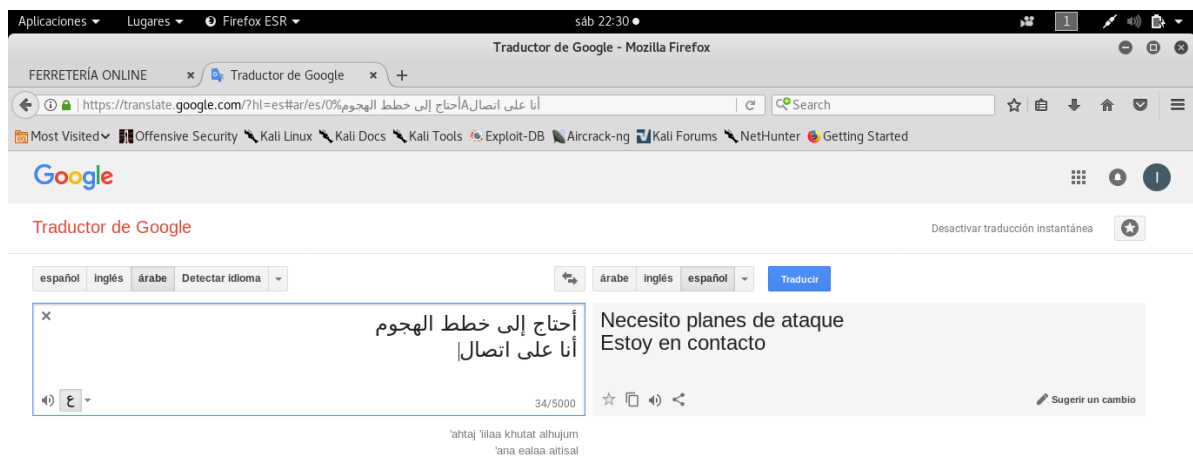 Aplicaciones Lugares Firefox ESR sáb 22:30 1
Traductor de Google - Mozilla Firefox
FERRETERÍA ONLINE Traductor de Google
https://translate.google.com/?hl=es#ar/es/أنا على اتصال0%Aأحتاج إلى خطط الهجوم Search
Most Visited Offensive Security Kali Linux Kali Docs Kali Tools Exploit-DB Aircrack-ng Kali Forums NetHunter Getting Started
Google I
Traductor de Google Desactivar traducción instantánea
español inglés árabe Detectar idioma árabe inglés español Traducir
أحتاج إلى خطط الهجوم
أنا على اتصال
Necesito planes de ataque
Estoy en contacto
ع 34/5000 Sugerir un cambio
'ahtaj 'iilaa khutat alhujum
'ana ealaa aitisal